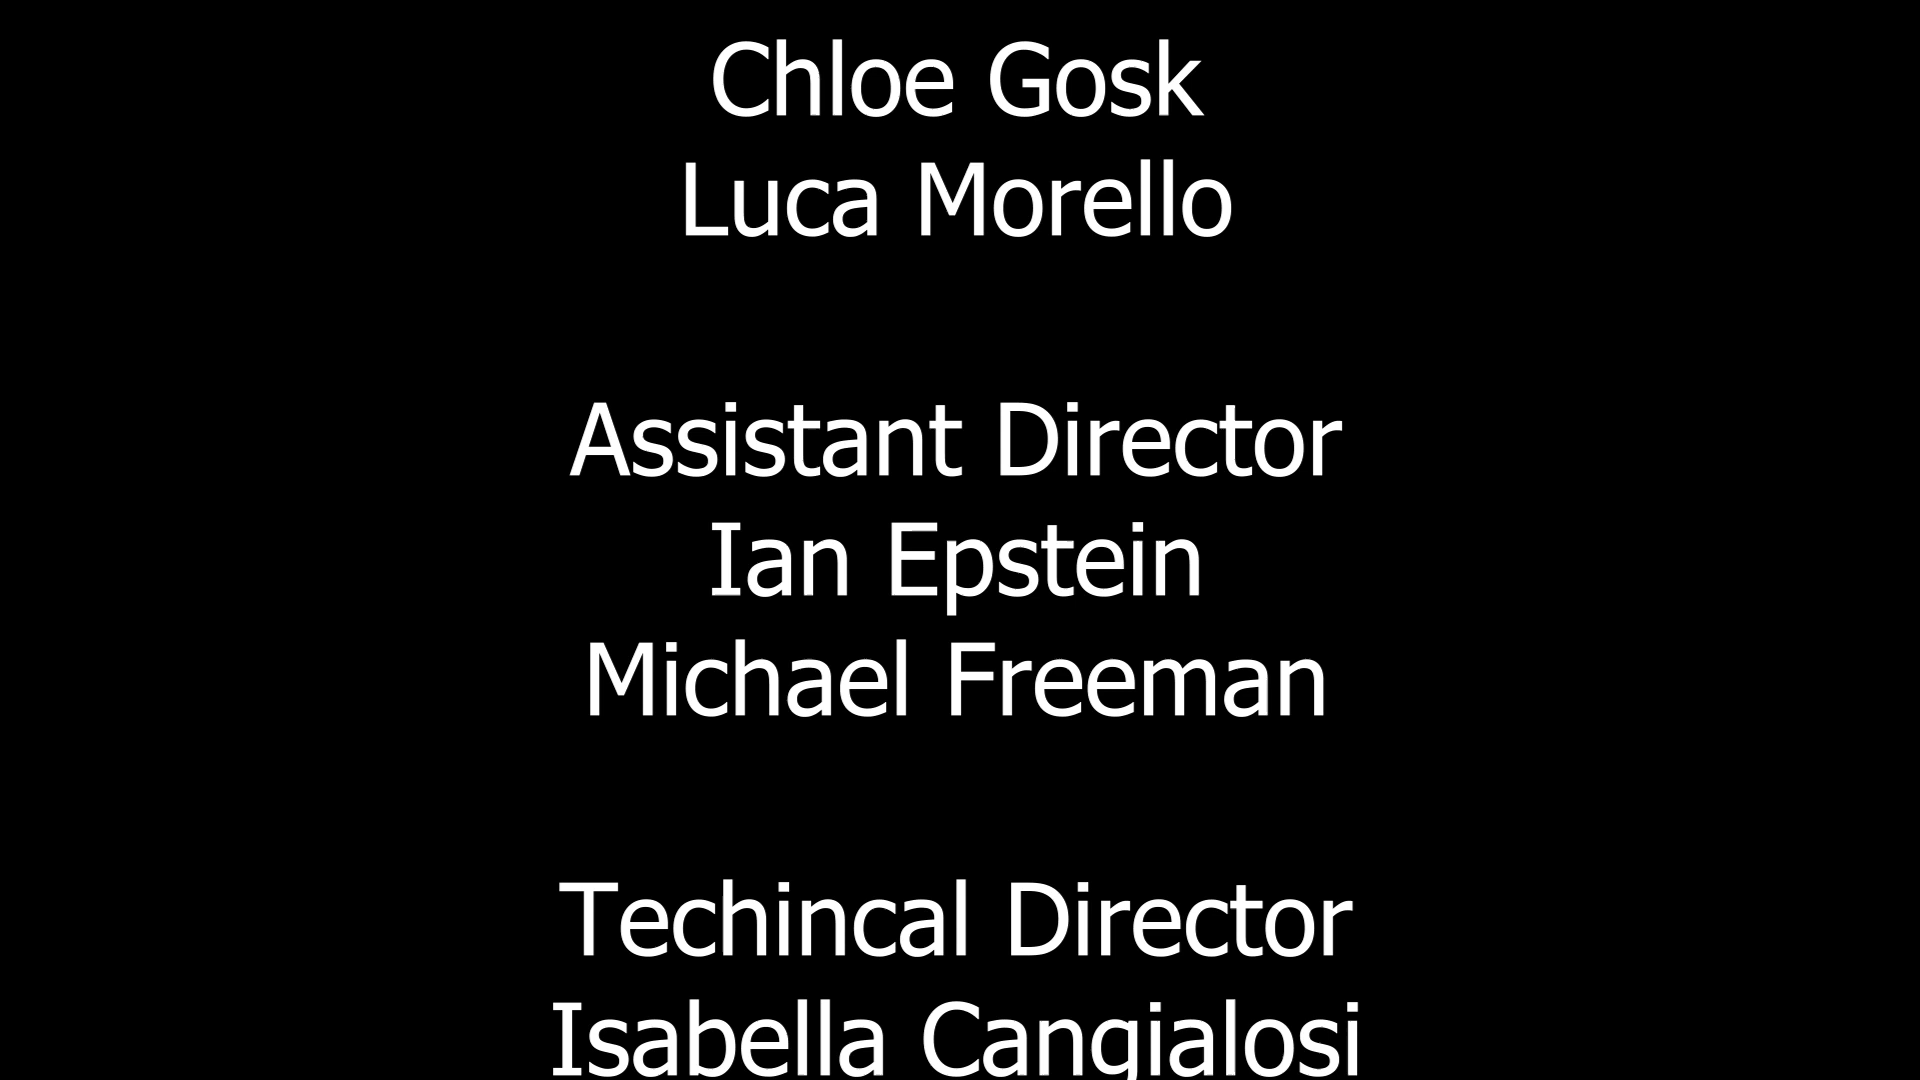 Chloe Gosk
Luca Morello
Assistant Director
Ian Epstein
Michael Freeman
Techincal Director
Isabella Cangialosi